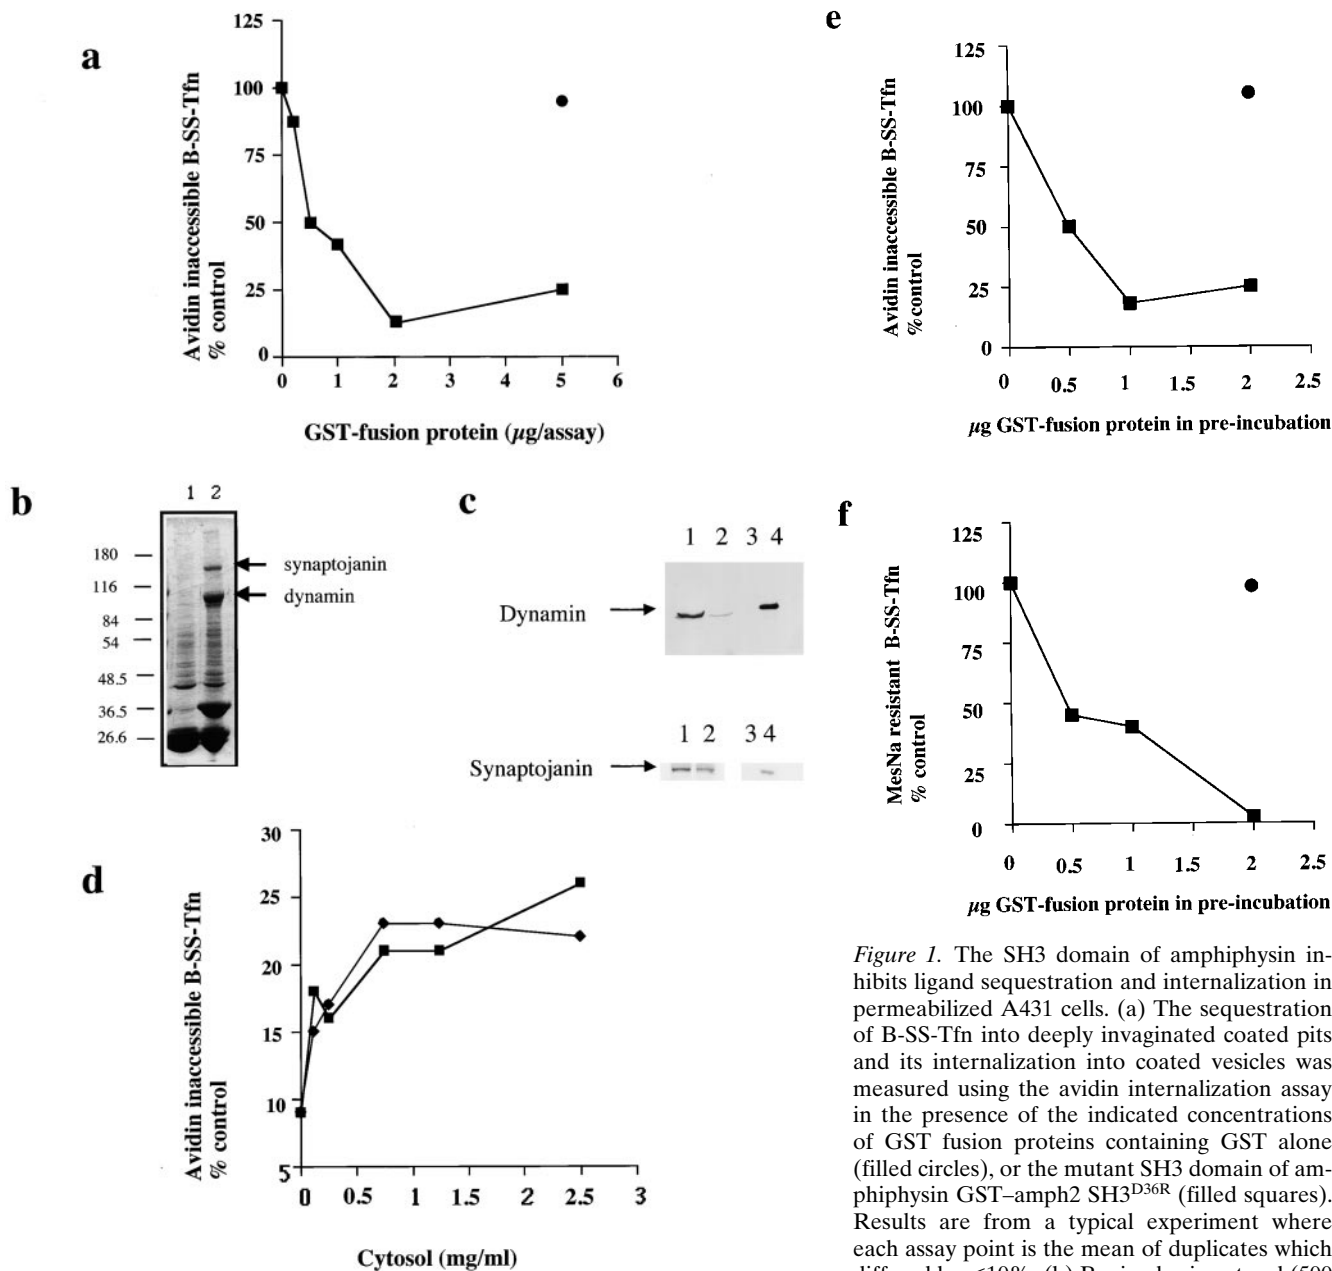 a
125
100
75
50
25
0
0 1 2 3 4 5 6
Avidin inaccessible B-SS-Tfn
% control
GST-fusion protein (µg/assay)
b
1 2
180
116
84
54
48.5
36.5
26.6
synaptojanin
dynamin
c
1 2 3 4
Dynamin
1 2 3 4
Synaptojanin
d
30
25
20
15
10
5
0 0.5 1 1.5 2 2.5 3
Avidin inaccessible B-SS-Tfn
% control
Cytosol (mg/ml)
e
125
100
75
50
25
0
0 0.5 1 1.5 2 2.5
Avidin inaccessible B-SS-Tfn
%control
µg GST-fusion protein in pre-incubation
f
125
100
75
50
25
0
0 0.5 1 1.5 2 2.5
MesNa resistant B-SS-Tfn
% control
µg GST-fusion protein in pre-incubation
Figure 1. The SH3 domain of amphiphysin in-
hibits ligand sequestration and internalization in
permeabilized A431 cells. (a) The sequestration
of B-SS-Tfn into deeply invaginated coated pits
and its internalization into coated vesicles was
measured using the avidin internalization assay
in the presence of the indicated concentrations
of GST fusion proteins containing GST alone
(filled circles), or the mutant SH3 domain of am-
phiphysin GST–amph2 SH3D36R (filled squares).
Results are from a typical experiment where
each assay point is the mean of duplicates which